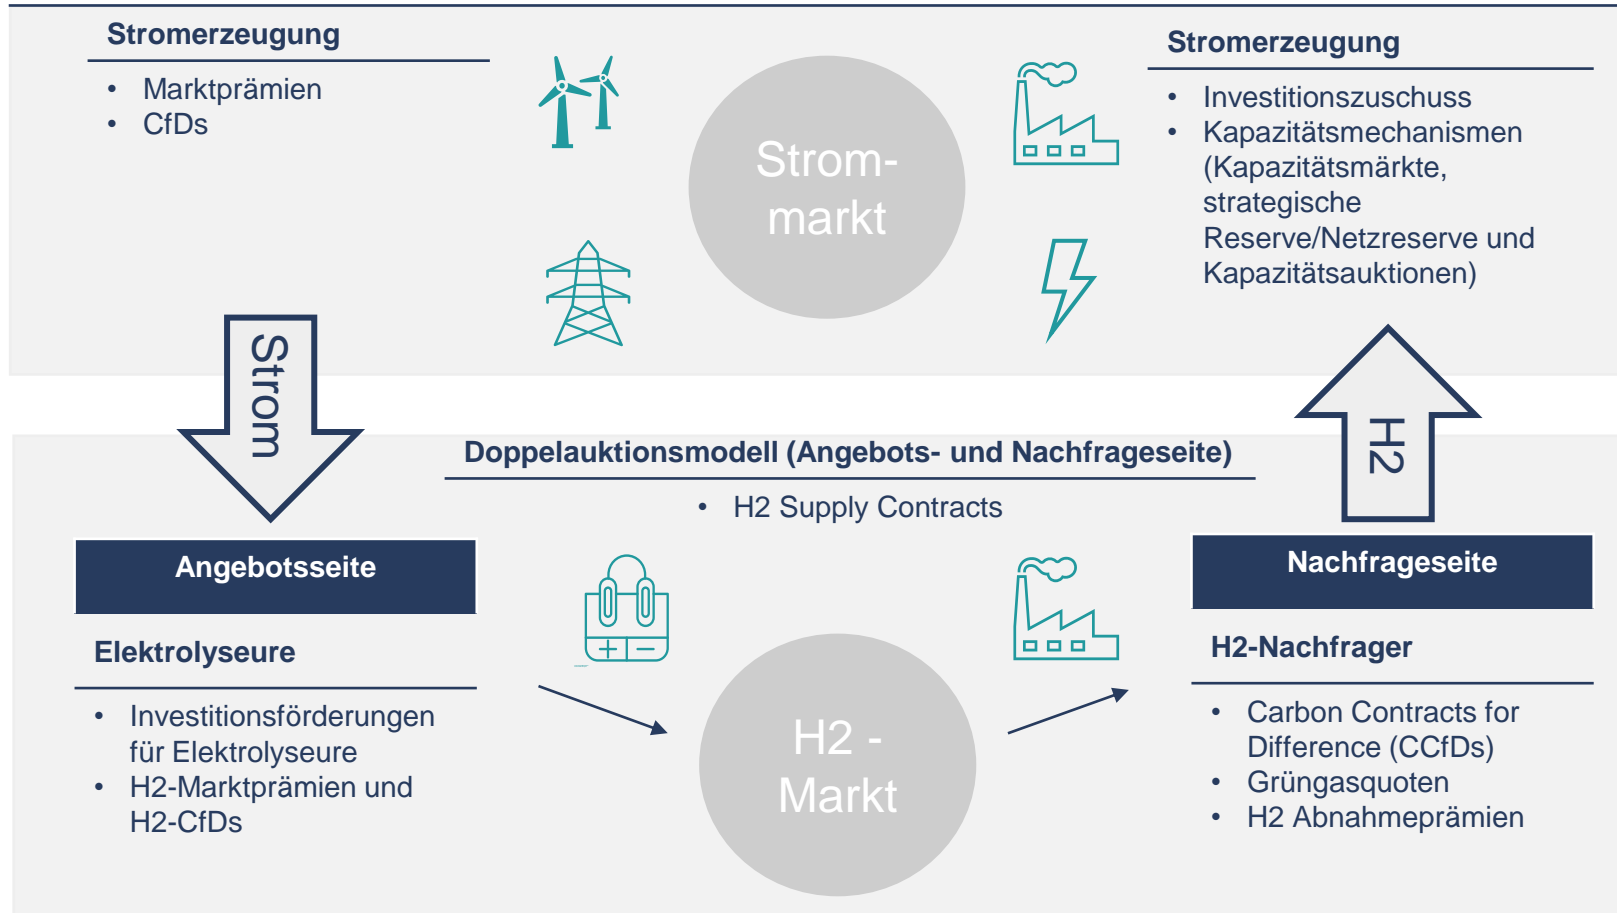 Stromerzeugung
• Marktprämien
• CfDs
Strom-
markt
Stromerzeugung
• Investitionszuschuss
• Kapazitätsmechanismen
(Kapazitätsmärkte,
strategische
Reserve/Netzreserve und
Kapazitätsauktionen)
Strom
H2
Doppelauktionsmodell (Angebots- und Nachfrageseite)
• H2 Supply Contracts
Angebotsseite
Elektrolyseure
• Investitionsförderungen
für Elektrolyseure
• H2-Marktprämien und
H2-CfDs
H2 -
Markt
Nachfrageseite
H2-Nachfrager
• Carbon Contracts for
Difference (CCfDs)
• Grüngasquoten
• H2 Abnahmeprämien